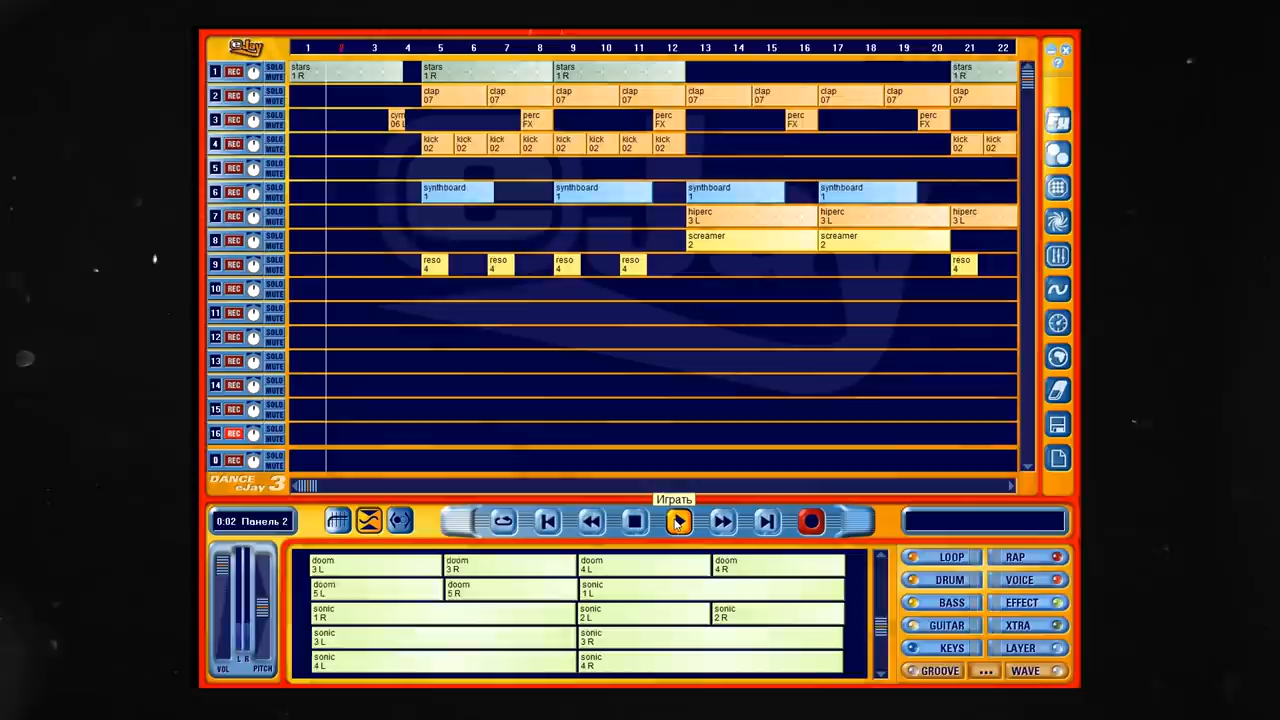 eJay
1 2 3 4 5 6 7 8 9 10 11 12 13 14 15 16 17 18 19 20 21 22
1 REC SOLO MUTE stars 1 R stars 1 R stars 1 R stars 1 R
2 REC SOLO MUTE clap 07 clap 07 clap 07 clap 07 clap 07 clap 07 clap 07 clap 07 clap 07
3 REC SOLO MUTE cym 06 L perc FX perc FX perc FX perc FX
4 REC SOLO MUTE kick 02 kick 02 kick 02 kick 02 kick 02 kick 02 kick 02 kick 02 kick 02 kick 02
5 REC SOLO MUTE
6 REC SOLO MUTE synthboard 1 synthboard 1 synthboard 1 synthboard 1
7 REC SOLO MUTE hiperc 3 L hiperc 3 L hiperc 3 L
8 REC SOLO MUTE screamer 2 screamer 2
9 REC SOLO MUTE reso 4 reso 4 reso 4 reso 4 reso 4
10 REC SOLO MUTE
11 REC SOLO MUTE
12 REC SOLO MUTE
13 REC SOLO MUTE
14 REC SOLO MUTE
15 REC SOLO MUTE
16 REC SOLO MUTE
0 REC SOLO MUTE
DANCE eJay 3
Играть
0:02 Панель 2
doom 3 L doom 3 R doom 4 L doom 4 R
doom 5 L doom 5 R sonic 1 L
sonic 1 R sonic 2 L sonic 2 R
sonic 3 L sonic 3 R
sonic 4 L sonic 4 R
VOL L R PITCH
LOOP RAP
DRUM VOICE
BASS EFFECT
GUITAR XTRA
KEYS LAYER
GROOVE ... WAVE